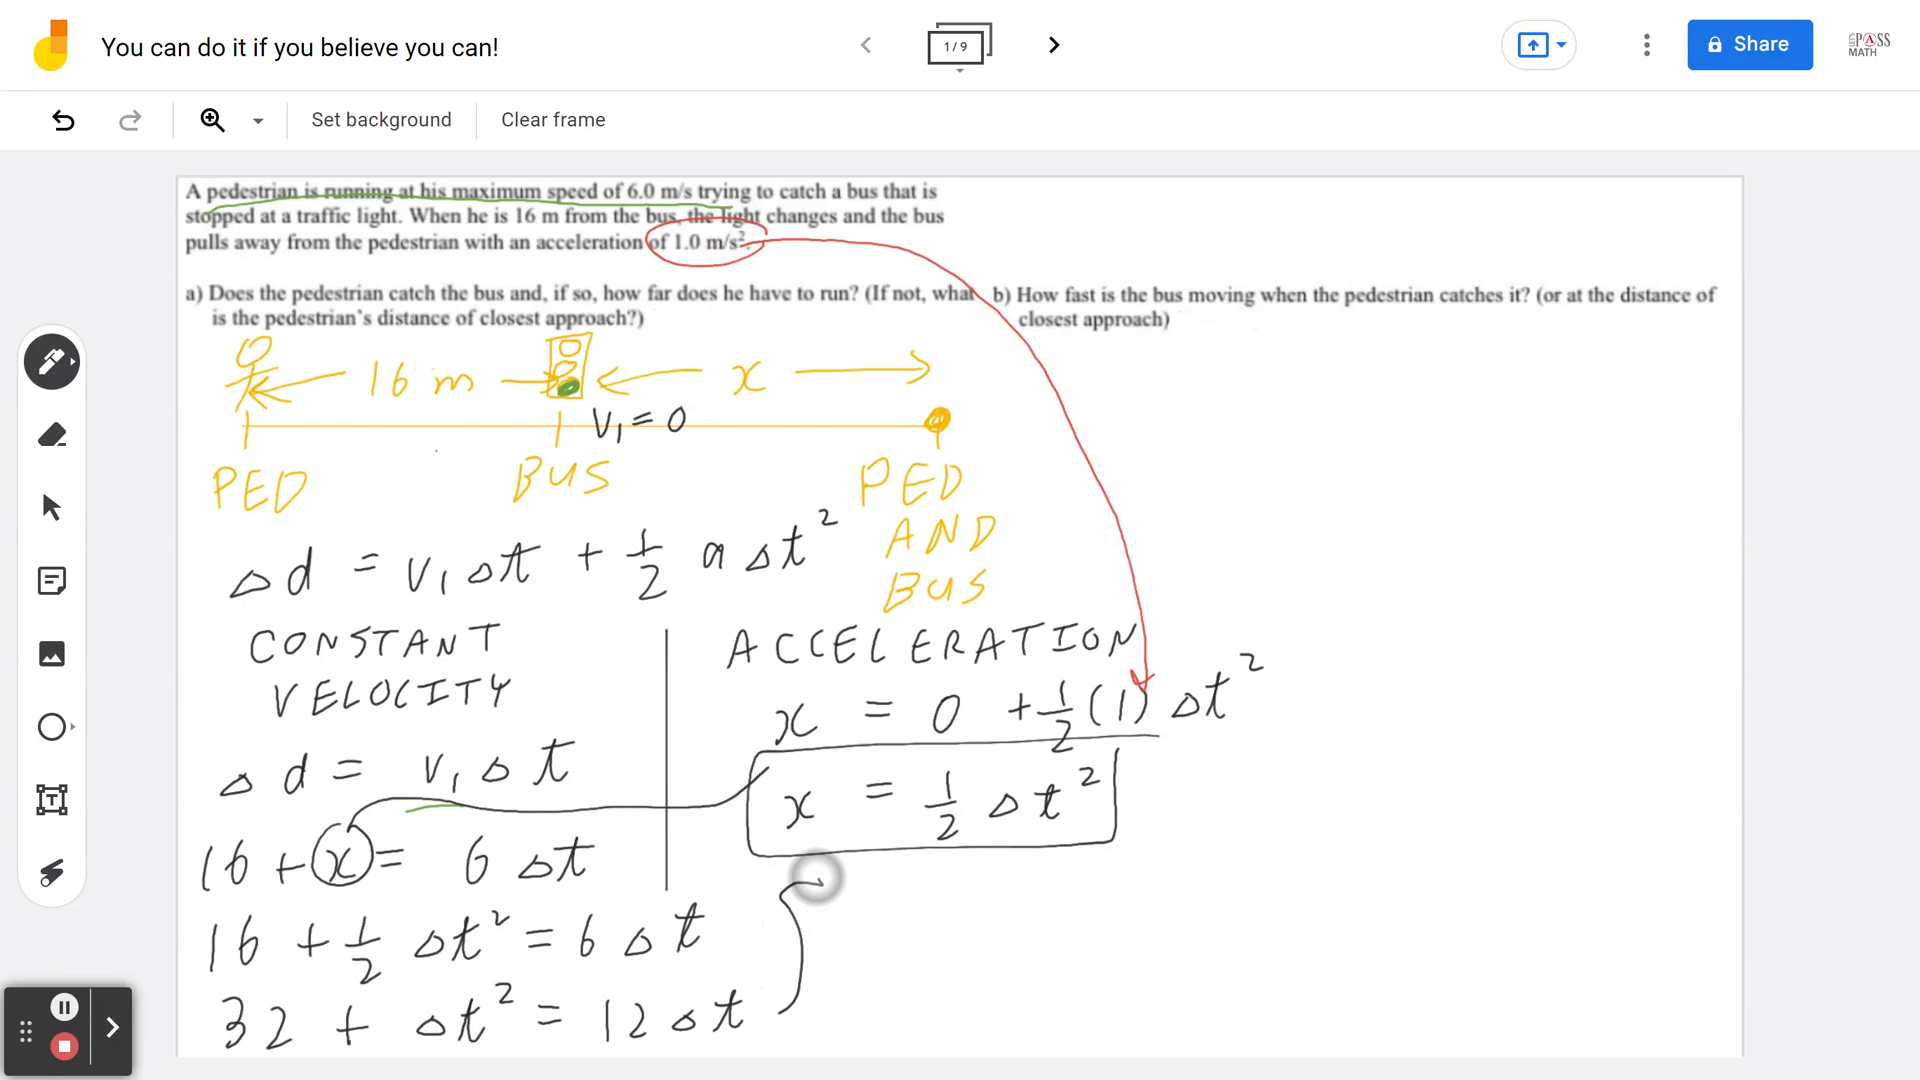 You can do it if you believe you can!
1 / 9
Share
PASS
MATH
Set background
Clear frame
A pedestrian is running at his maximum speed of 6.0 m/s trying to catch a bus that is
stopped at a traffic light. When he is 16 m from the bus, the light changes and the bus
pulls away from the pedestrian with an acceleration of 1.0 m/s².
a) Does the pedestrian catch the bus and, if so, how far does he have to run? (If not, what
is the pedestrian's distance of closest approach?)
b) How fast is the bus moving when the pedestrian catches it? (or at the distance of
closest approach)
16 m
x
V₁ = 0
PED
BUS
PED
AND
BUS
Δd = V₁Δt + 1/2 aΔt²
CONSTANT
VELOCITY
Δd = V₁Δt
16 + x = 6Δt
16 + 1/2 Δt² = 6Δt
32 + Δt² = 12Δt
ACCELERATION
x = 0 + 1/2 (1) Δt²
x = 1/2 Δt²